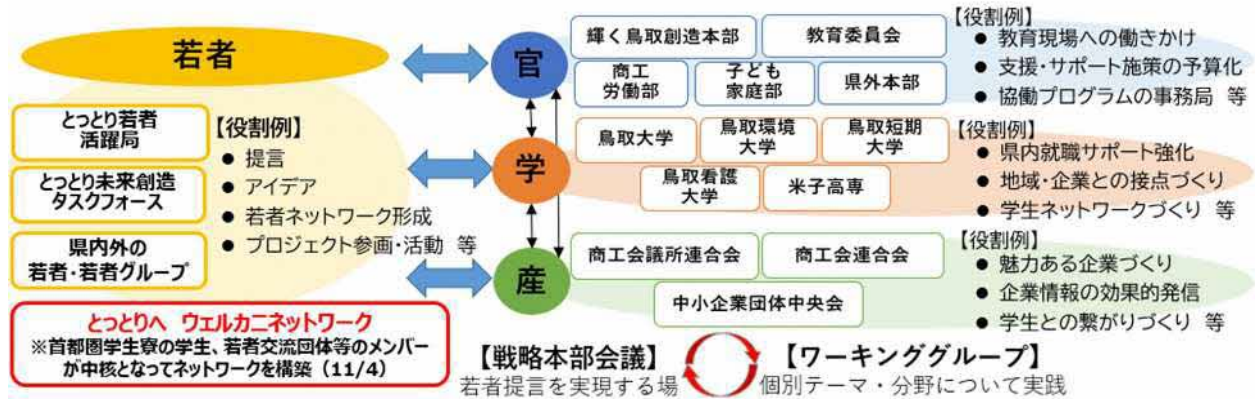 若者
とっとり若者
活躍局
とっとり未来創造
タスクフォース
県内外の
若者・若者グループ
【役割例】
● 提言
● アイデア
● 若者ネットワーク形成
● プロジェクト参画・活動 等
とっとりへ ウェルカニネットワーク
※首都圏学生寮の学生、若者交流団体等のメンバー
が中核となってネットワークを構築（11/4）
官
輝く鳥取創造本部
教育委員会
商工
労働部
子ども
家庭部
県外本部
【役割例】
● 教育現場への働きかけ
● 支援・サポート施策の予算化
● 協働プログラムの事務局 等
学
鳥取大学
鳥取環境
大学
鳥取短期
大学
鳥取看護
大学
米子高専
【役割例】
● 県内就職サポート強化
● 地域・企業との接点づくり
● 学生ネットワークづくり 等
産
商工会議所連合会
商工会連合会
中小企業団体中央会
【役割例】
● 魅力ある企業づくり
● 企業情報の効果的発信
● 学生との繋がりづくり 等
【戦略本部会議】
若者提言を実現する場
【ワーキンググループ】
個別テーマ・分野について実践